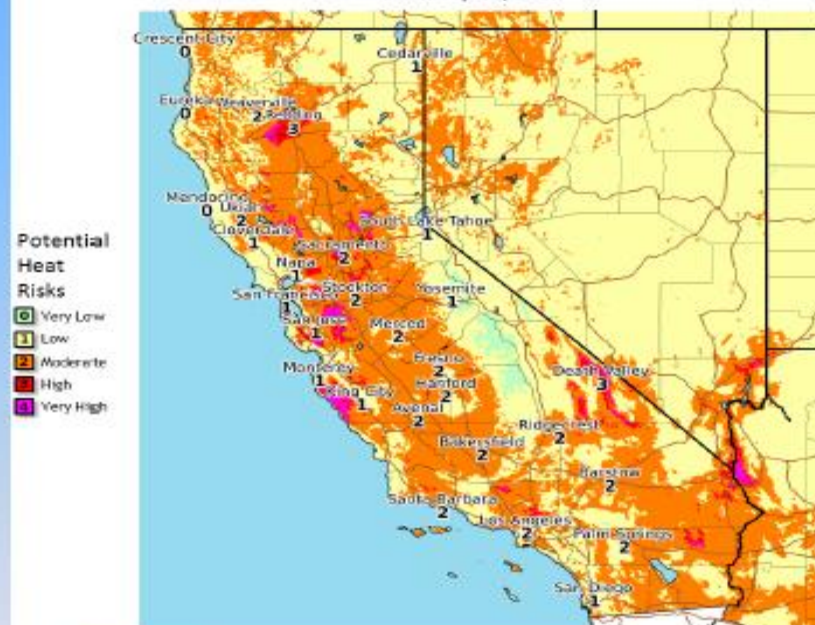 Crescent City
0
Cedarville
1
Eureka
0
Weaverville
2
Redding
3
Mendocino
0
Ukiah
2
Cloverdale
1
South Lake Tahoe
1
Sacramento
2
Napa
1
Potential
Heat
Risks
0 Very Low
1 Low
2 Moderate
3 High
4 Very High
San Francisco
1
Stockton
2
Yosemite
1
San Jose
1
Merced
2
Fresno
2
Death Valley
3
Monterey
1
King City
1
Hanford
2
Avenal
2
Ridgecrest
2
Bakersfield
2
Barstow
2
Santa Barbara
2
Los Angeles
2
Palm Springs
2
San Diego
1